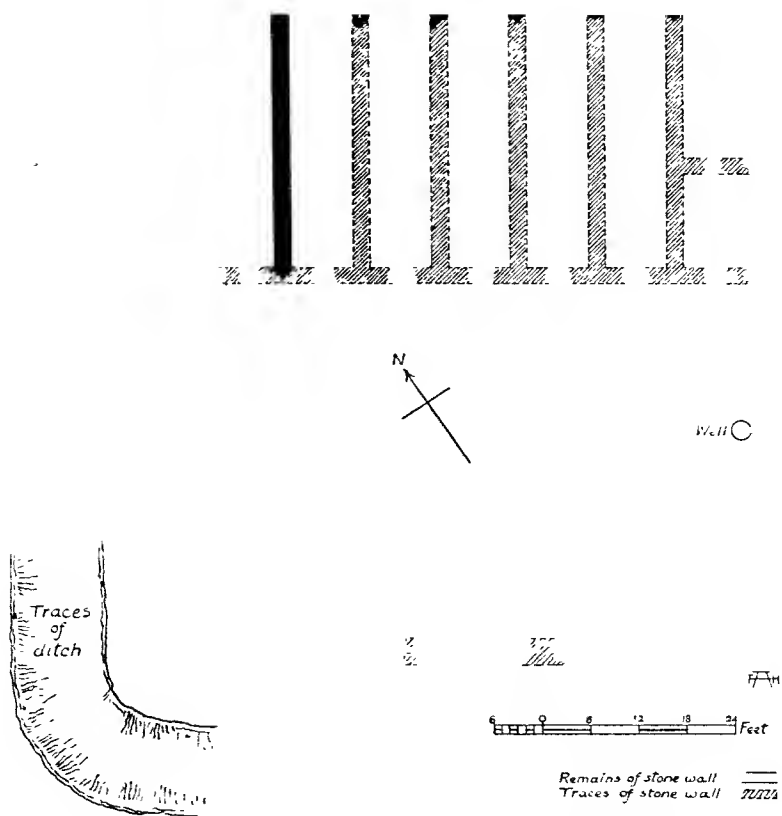 N
Well
Traces
of
ditch
6 0 6 12 18 24 Feet
Remains of stone wall
Traces of stone wall